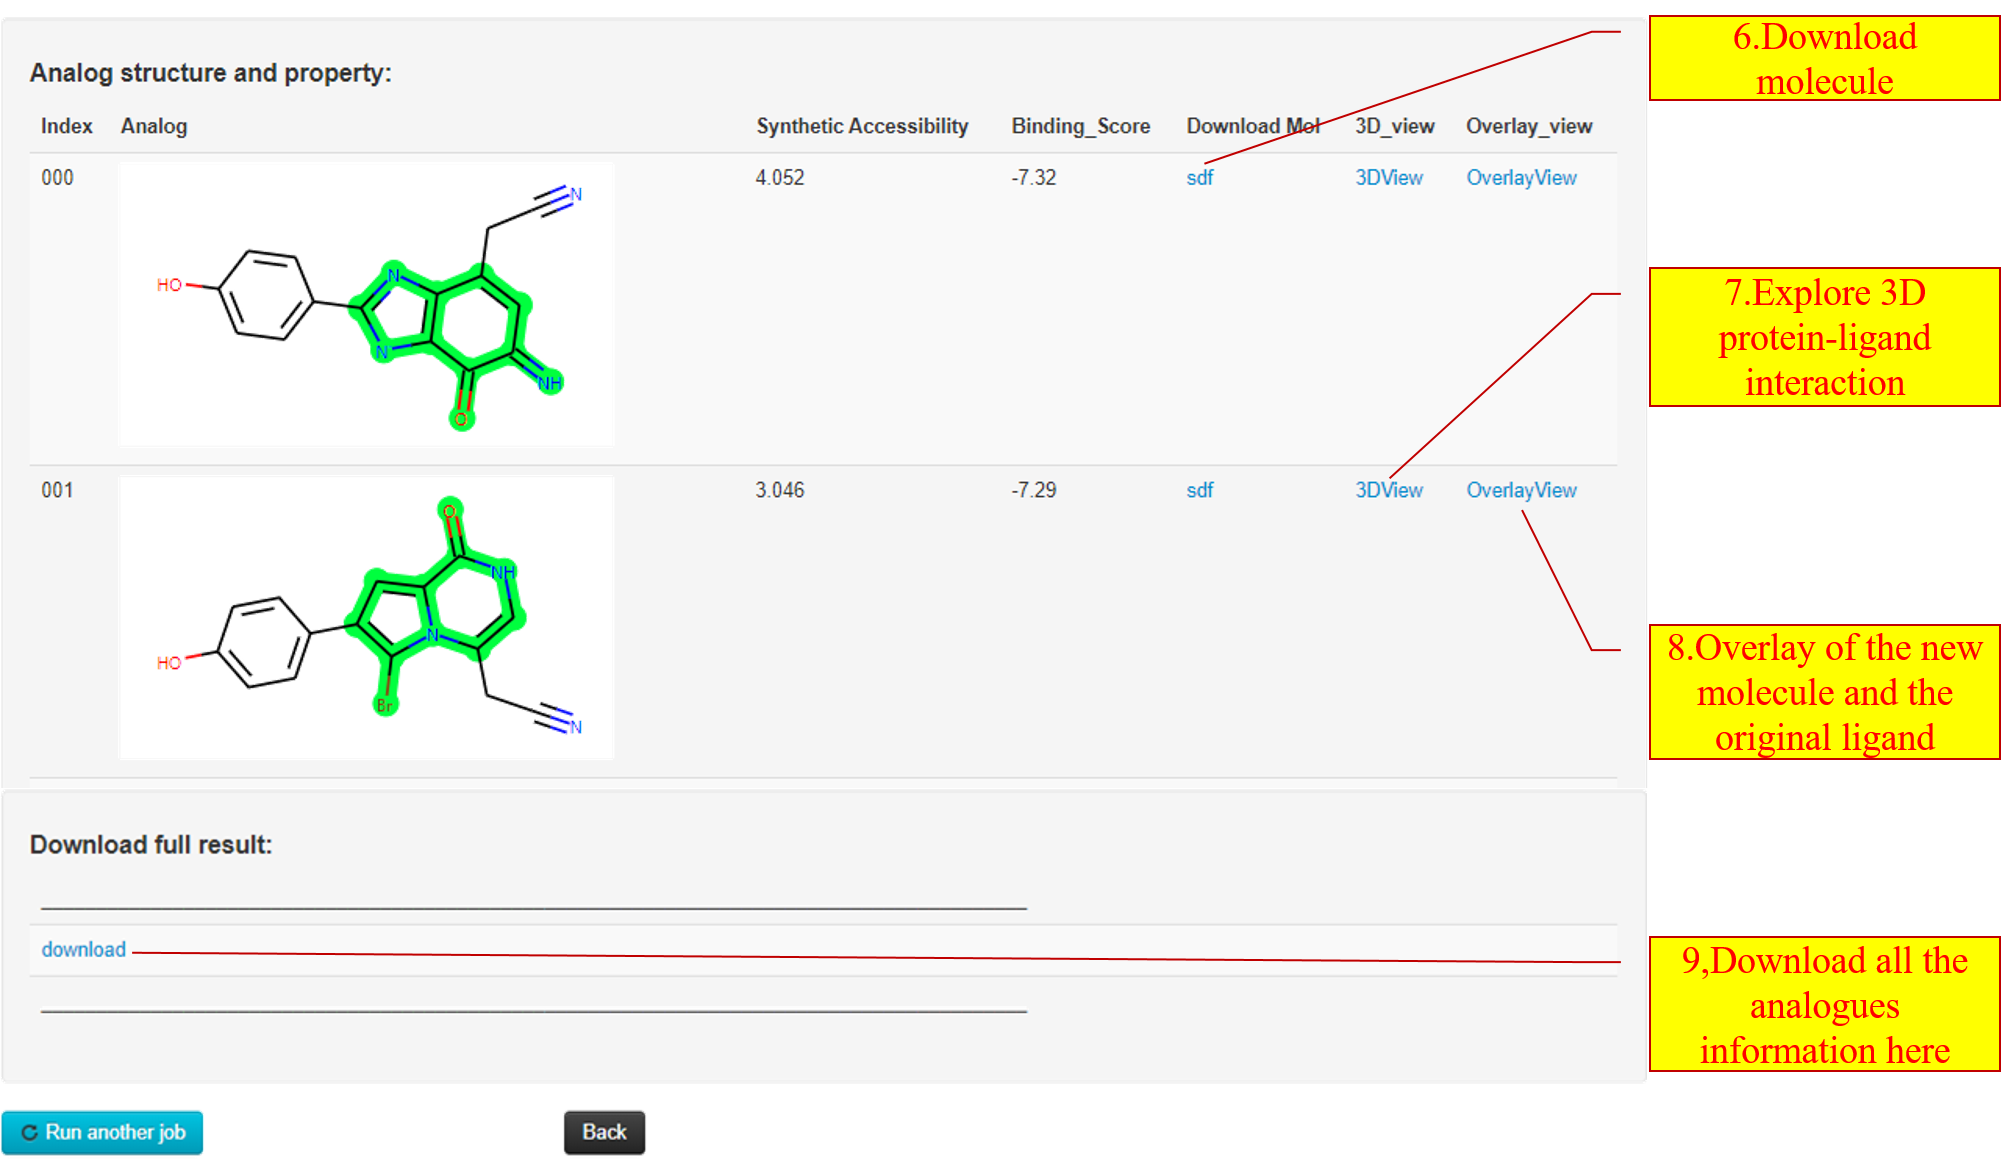 6.Download
molecule
Analog structure and property:
Index Analog Synthetic Accessibility Binding_Score Download Mol 3D_view Overlay_view
000 4.052 -7.32 sdf 3DView OverlayView
N
N
HO
N
NH
O
7.Explore 3D
protein-ligand
interaction
001 3.046 -7.29 sdf 3DView OverlayView
O
NH
N
HO
Br
N
8.Overlay of the new
molecule and the
original ligand
Download full result:
download
9,Download all the
analogues
information here
Run another job
Back